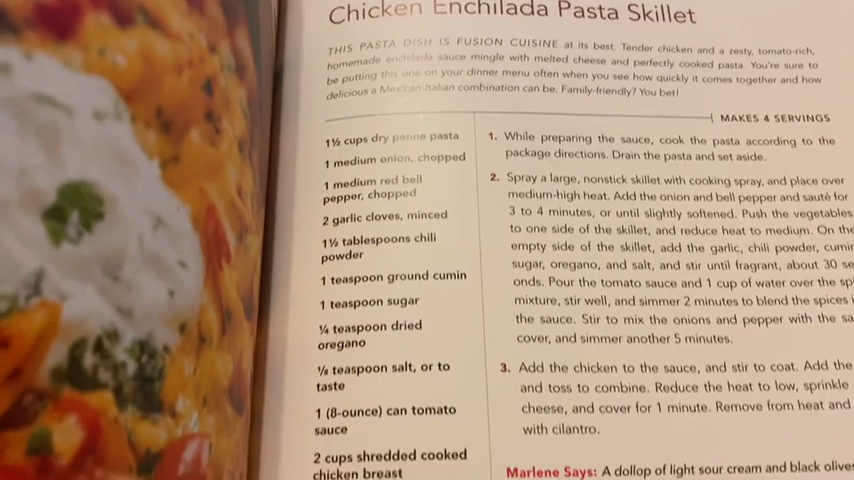 Chicken Enchilada Pasta Skillet
THIS PASTA DISH IS FUSION CUISINE at its best. Tender chicken and a zesty, tomato-rich,
homemade enchilada sauce mingle with melted cheese and perfectly cooked pasta. You're sure to
be putting this one on your dinner menu often when you see how quickly it comes together and how
delicious a Mexican-Italian combination can be. Family-friendly? You bet!
MAKES 4 SERVINGS
1½ cups dry penne pasta
1 medium onion, chopped
1 medium red bell
pepper, chopped
2 garlic cloves, minced
1½ tablespoons chili
powder
1 teaspoon ground cumin
1 teaspoon sugar
¼ teaspoon dried
oregano
⅛ teaspoon salt, or to
taste
1 (8-ounce) can tomato
sauce
2 cups shredded cooked
chicken breast
1. While preparing the sauce, cook the pasta according to the
package directions. Drain the pasta and set aside.
2. Spray a large, nonstick skillet with cooking spray, and place over
medium-high heat. Add the onion and bell pepper and sauté for
3 to 4 minutes, or until slightly softened. Push the vegetables
to one side of the skillet, and reduce heat to medium. On the
empty side of the skillet, add the garlic, chili powder, cumin
sugar, oregano, and salt, and stir until fragrant, about 30 se
onds. Pour the tomato sauce and 1 cup of water over the sp
mixture, stir well, and simmer 2 minutes to blend the spices i
the sauce. Stir to mix the onions and pepper with the sa
cover, and simmer another 5 minutes.
3. Add the chicken to the sauce, and stir to coat. Add the
and toss to combine. Reduce the heat to low, sprinkle
cheese, and cover for 1 minute. Remove from heat and
with cilantro.
Marlene Says: A dollop of light sour cream and black olives